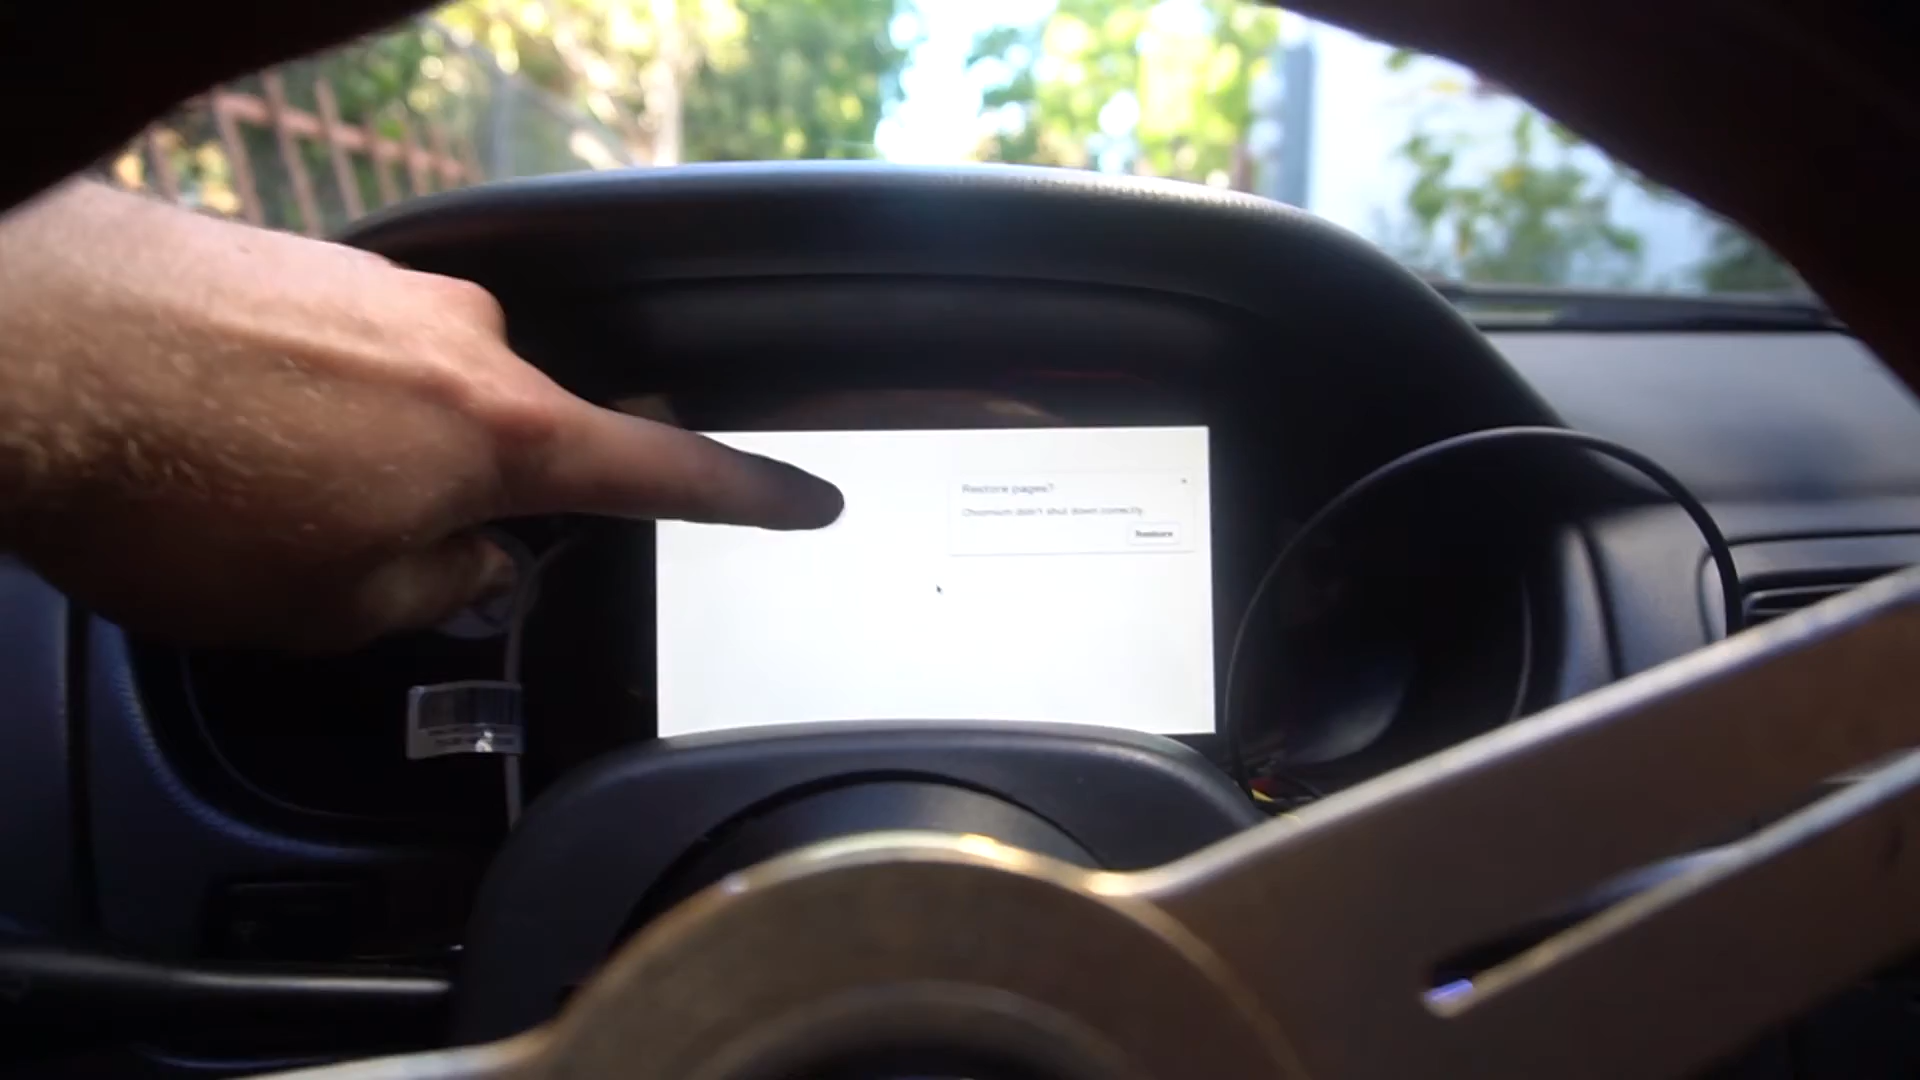 Restore pages?
Chromium didn't shut down correctly.
Restore